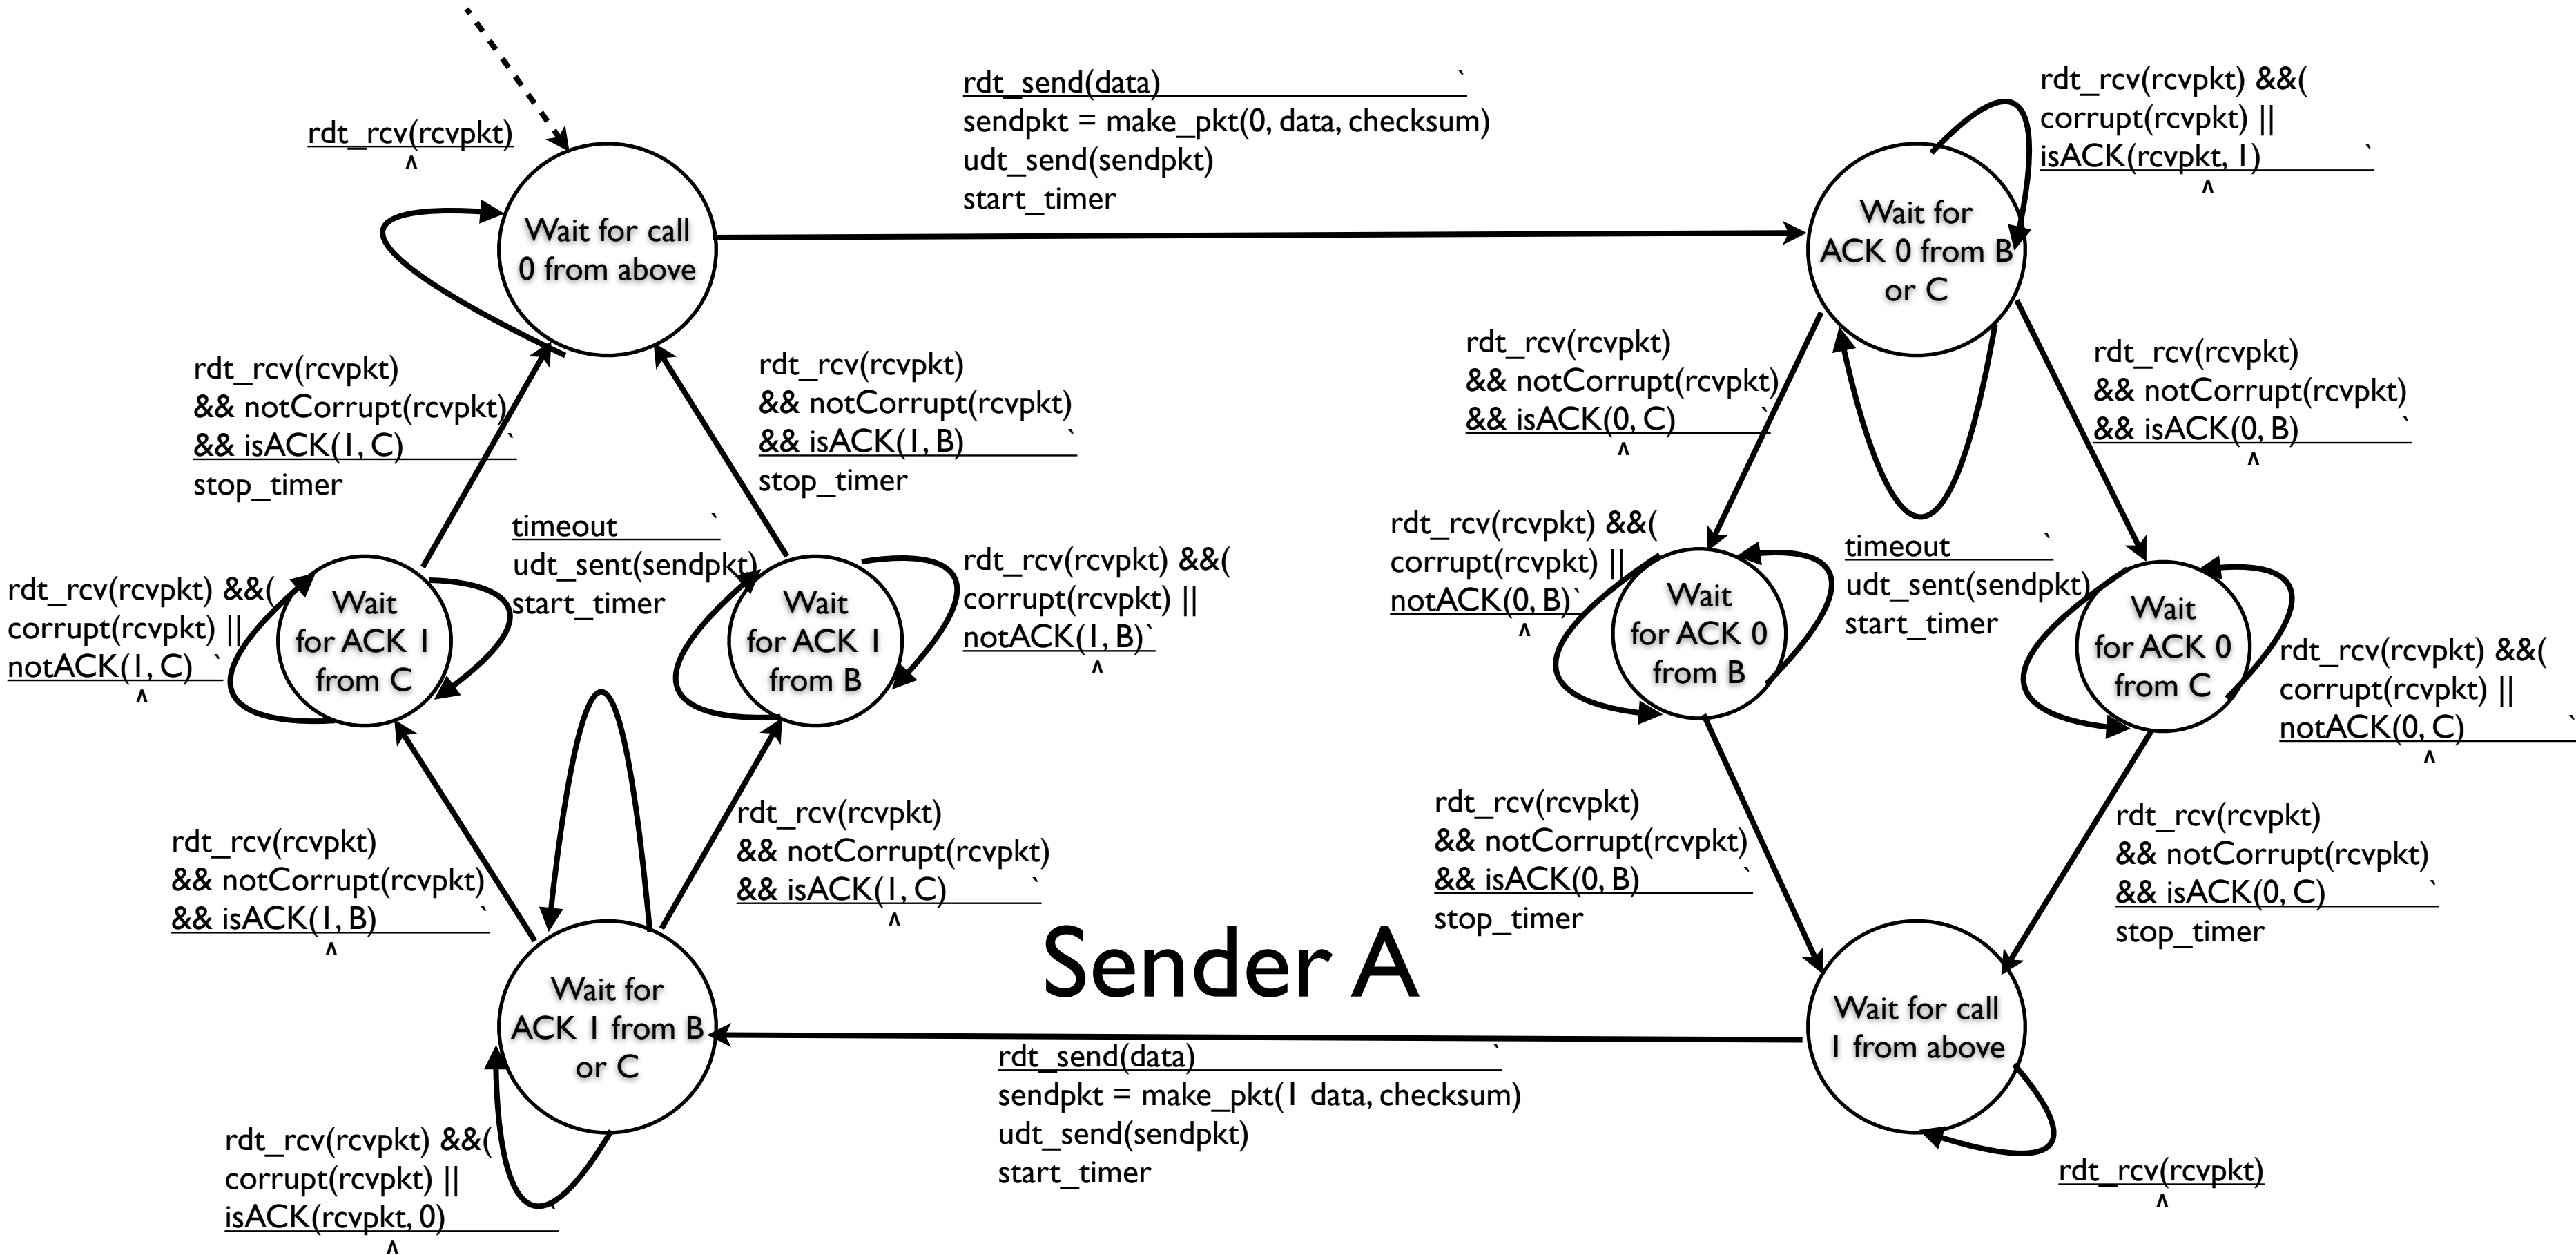 rdt_send(data) `
sendpkt = make_pkt(0, data, checksum)
udt_send(sendpkt)
start_timer
rdt_rcv(rcvpkt) &&(
corrupt(rcvpkt) ||
isACK(rcvpkt, 1) `
ʌ
rdt_rcv(rcvpkt)
ʌ
Wait for call
0 from above
Wait for
ACK 0 from B
or C
rdt_rcv(rcvpkt)
&& notCorrupt(rcvpkt)
&& isACK(1, C) `
stop_timer
rdt_rcv(rcvpkt)
&& notCorrupt(rcvpkt)
&& isACK(1, B) `
stop_timer
rdt_rcv(rcvpkt)
&& notCorrupt(rcvpkt)
&& isACK(0, C) `
ʌ
rdt_rcv(rcvpkt)
&& notCorrupt(rcvpkt)
&& isACK(0, B) `
ʌ
rdt_rcv(rcvpkt) &&(
corrupt(rcvpkt) ||
notACK(1, C) `
ʌ
Wait
for ACK 1
from C
timeout `
udt_sent(sendpkt)
start_timer
Wait
for ACK 1
from B
rdt_rcv(rcvpkt) &&(
corrupt(rcvpkt) ||
notACK(1, B)`
ʌ
rdt_rcv(rcvpkt) &&(
corrupt(rcvpkt) ||
notACK(0, B)`
ʌ
Wait
for ACK 0
from B
timeout `
udt_sent(sendpkt)
start_timer
Wait
for ACK 0
from C
rdt_rcv(rcvpkt) &&(
corrupt(rcvpkt) ||
notACK(0, C) `
ʌ
rdt_rcv(rcvpkt)
&& notCorrupt(rcvpkt)
&& isACK(1, B) `
ʌ
rdt_rcv(rcvpkt)
&& notCorrupt(rcvpkt)
&& isACK(1, C) `
ʌ
rdt_rcv(rcvpkt)
&& notCorrupt(rcvpkt)
&& isACK(0, B) `
stop_timer
rdt_rcv(rcvpkt)
&& notCorrupt(rcvpkt)
&& isACK(0, C) `
stop_timer
Sender A
Wait for
ACK 1 from B
or C
Wait for call
1 from above
rdt_send(data) `
sendpkt = make_pkt(1 data, checksum)
udt_send(sendpkt)
start_timer
rdt_rcv(rcvpkt) &&(
corrupt(rcvpkt) ||
isACK(rcvpkt, 0) `
ʌ
rdt_rcv(rcvpkt)
ʌ